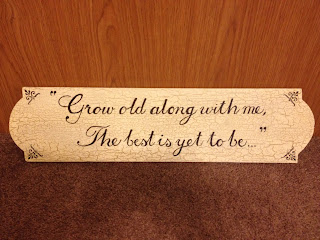 "Grow old along with me,
The best is yet to be..."